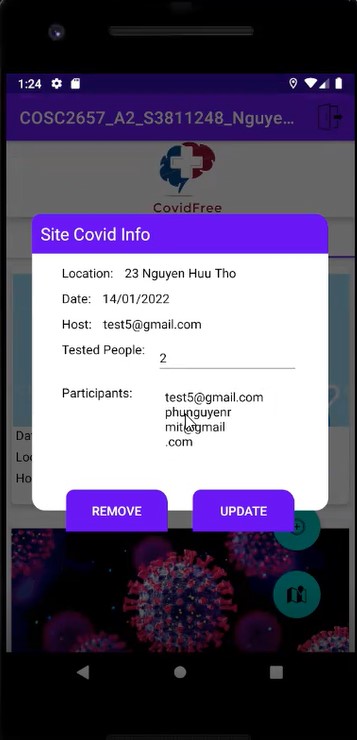 1:24
COSC2657_A2_S3811248_Nguye...
CovidFree
Site Covid Info
Location: 23 Nguyen Huu Tho
Date: 14/01/2022
Host: test5@gmail.com
Tested People: 2
Participants: test5@gmail.com
phunguyenr
mit@gmail
.com
Da
Loc
Ho
REMOVE UPDATE